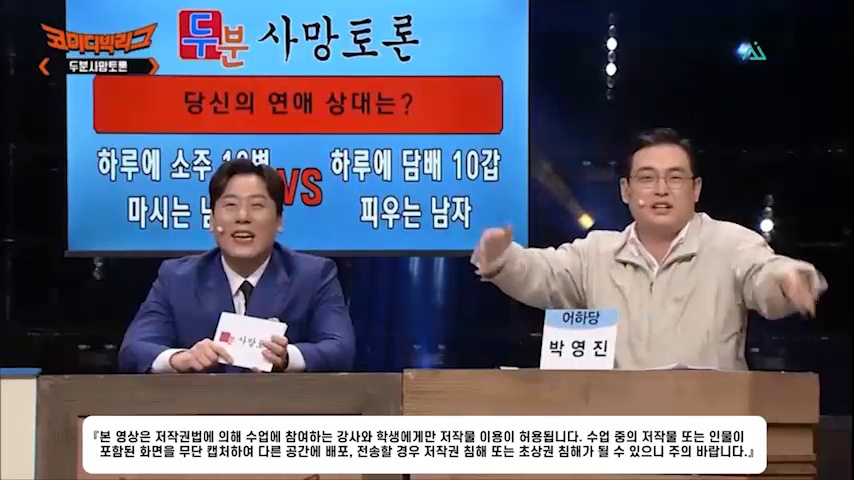 코미디빅리그
두분사망토론
두분 사망토론
당신의 연애 상대는?
하루에 소주
마시는
VS
하루에 담배 10갑
피우는 남자
두분 사망토론
어하당
박영진
『본 영상은 저작권법에 의해 수업에 참여하는 강사와 학생에게만 저작물 이용이 허용됩니다. 수업 중의 저작물 또는 인물이
포함된 화면을 무단 캡처하여 다른 공간에 배포, 전송할 경우 저작권 침해 또는 초상권 침해가 될 수 있으니 주의 바랍니다.』